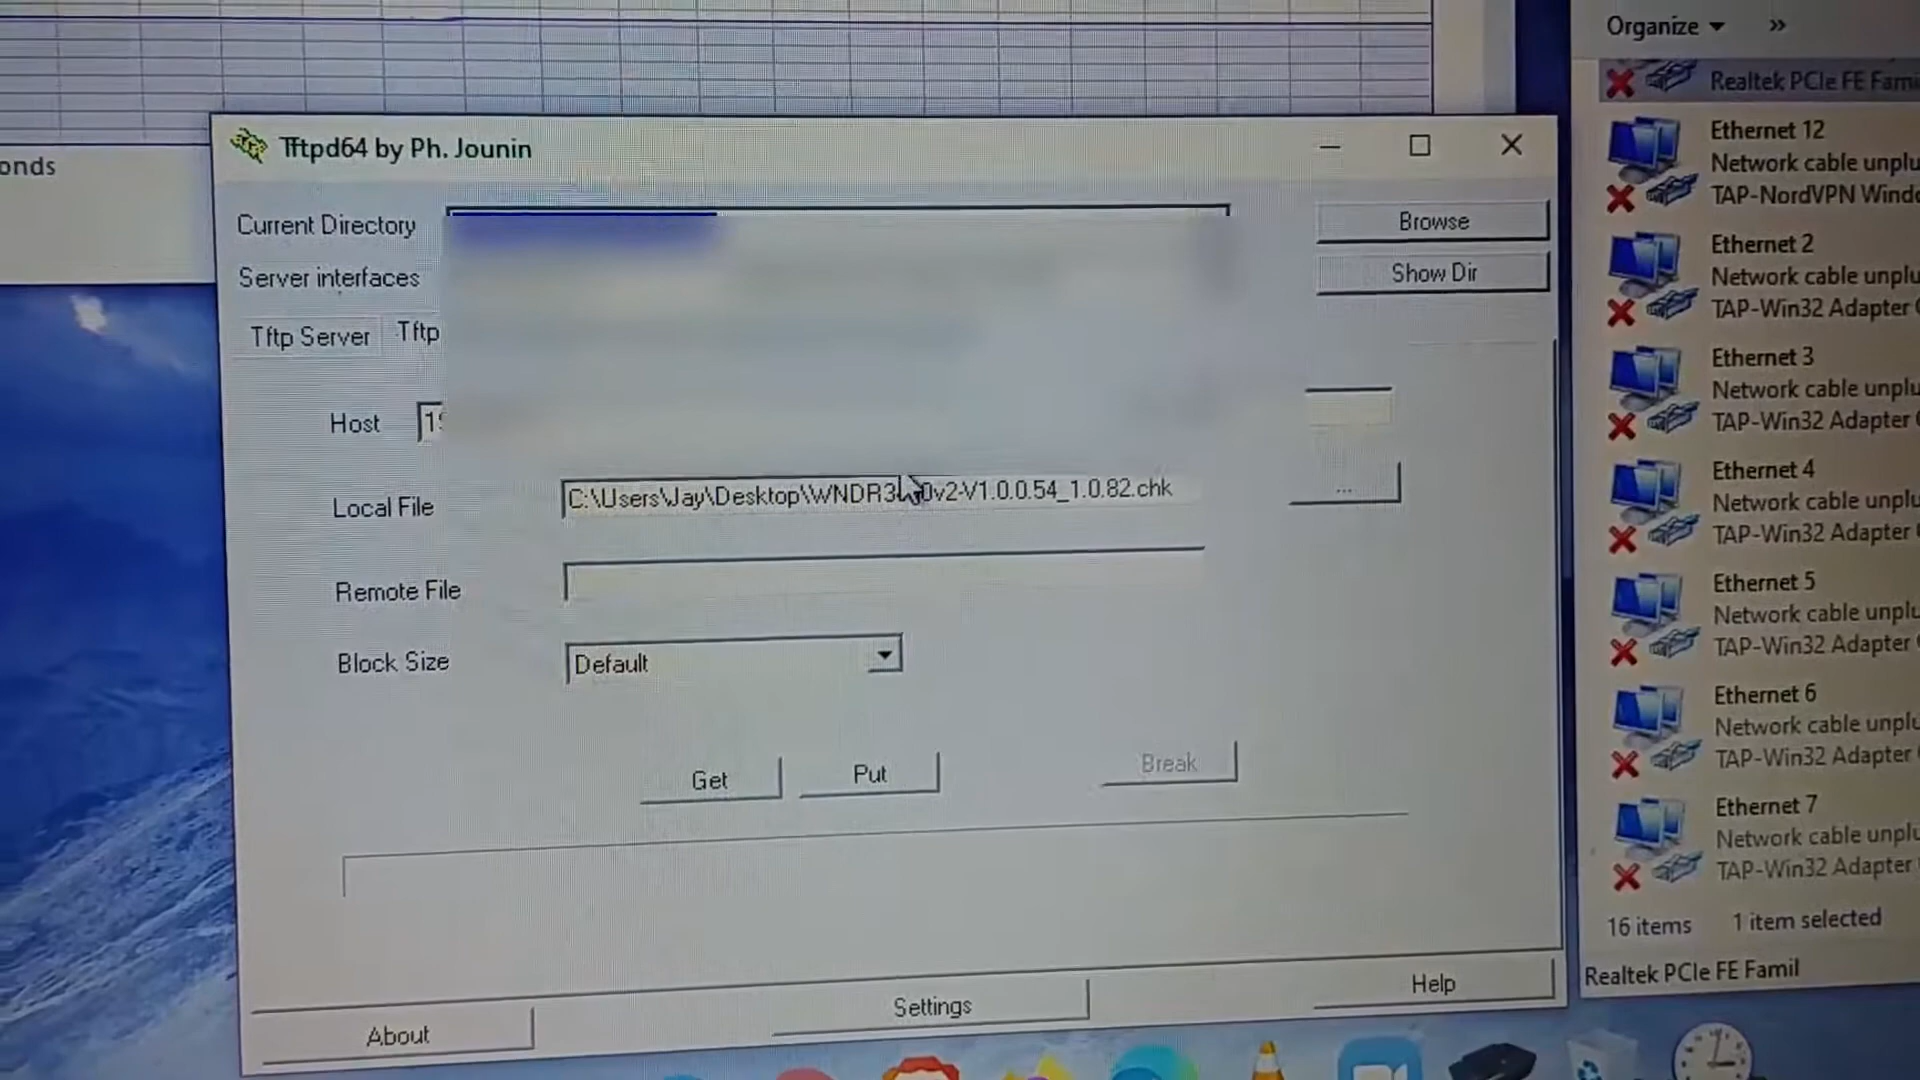 Organize
»
Realtek PCIe FE Fami
onds
Tftpd64 by Ph. Jounin
Current Directory
Browse
Server interfaces
Show Dir
Tftp Server
Tftp
Host
Local File
C:\Users\Jay\Desktop\WNDR3 0v2-V1.0.0.54_1.0.82.chk
...
Remote File
Block Size
Default
Get
Put
Break
About
Settings
Help
Ethernet 12
Network cable unplu
TAP-NordVPN Windo
Ethernet 2
Network cable unplu
TAP-Win32 Adapter
Ethernet 3
Network cable unplu
TAP-Win32 Adapter
Ethernet 4
Network cable unplu
TAP-Win32 Adapter
Ethernet 5
Network cable unplu
TAP-Win32 Adapter
Ethernet 6
Network cable unplu
TAP-Win32 Adapter
Ethernet 7
Network cable unplu
TAP-Win32 Adapter
16 items
1 item selected
Realtek PCIe FE Famil